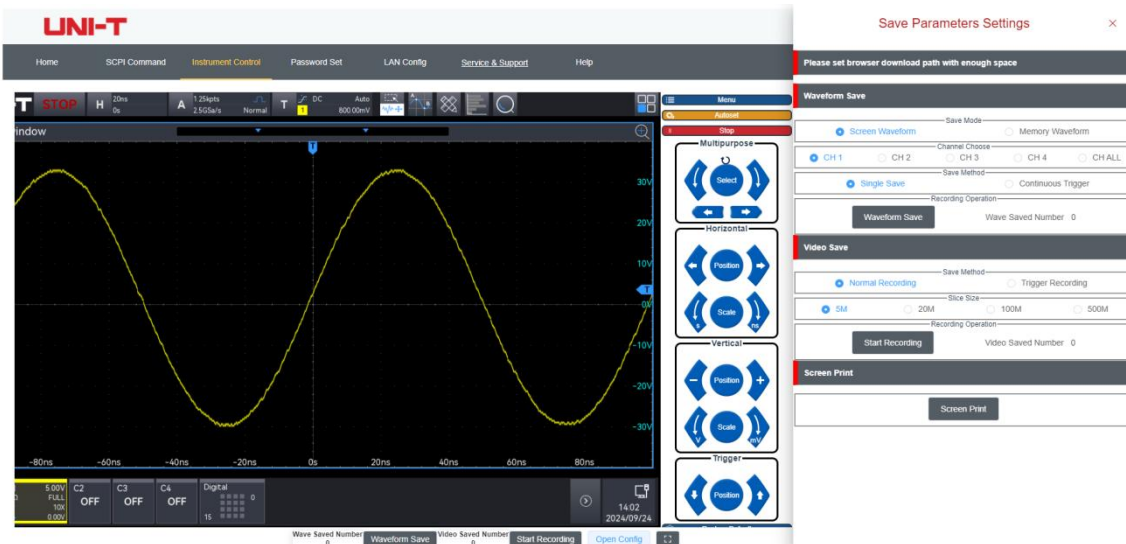 UNI-T
Home SCPI Command Instrument Control Password Set LAN Config Service & Support Help
STOP H 20ns 0s A 1.25kpts 2.5GSa/s Normal T DC 1 Auto 800.00mV
indow
T
30V
20V
10V
T
0V
-10V
-20V
-30V
-80ns -60ns -40ns -20ns 0s 20ns 40ns 60ns 80ns
5.00V
FULL
10X
0.00V
C2 OFF
C3 OFF
C4 OFF
Digital
0
15
14:02
2024/09/24
Menu
Autoset
Stop
Multipurpose
Select
Horizontal
Position
Scale
s ns
Vertical
Position
Scale
V mV
Trigger
Position
Wave Saved Number 0
Waveform Save
Video Saved Number 0
Start Recording
Open Config
Save Parameters Settings ×
Please set browser download path with enough space
Waveform Save
Save Mode
Screen Waveform Memory Waveform
Channel Choose
CH 1 CH 2 CH 3 CH 4 CH ALL
Save Method
Single Save Continuous Trigger
Recording Operation
Waveform Save Wave Saved Number 0
Video Save
Save Method
Normal Recording Trigger Recording
Slice Size
5M 20M 100M 500M
Recording Operation
Start Recording Video Saved Number 0
Screen Print
Screen Print